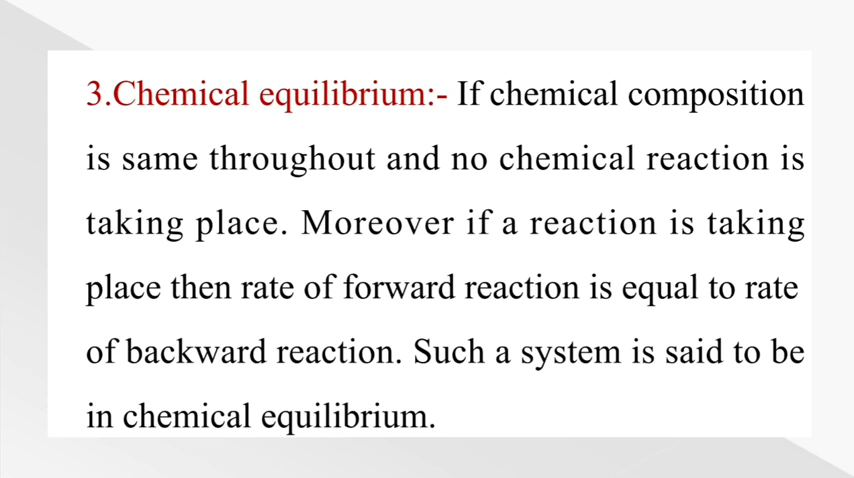 3.Chemical equilibrium:- If chemical composition
is same throughout and no chemical reaction is
taking place. Moreover if a reaction is taking
place then rate of forward reaction is equal to rate
of backward reaction. Such a system is said to be
in chemical equilibrium.